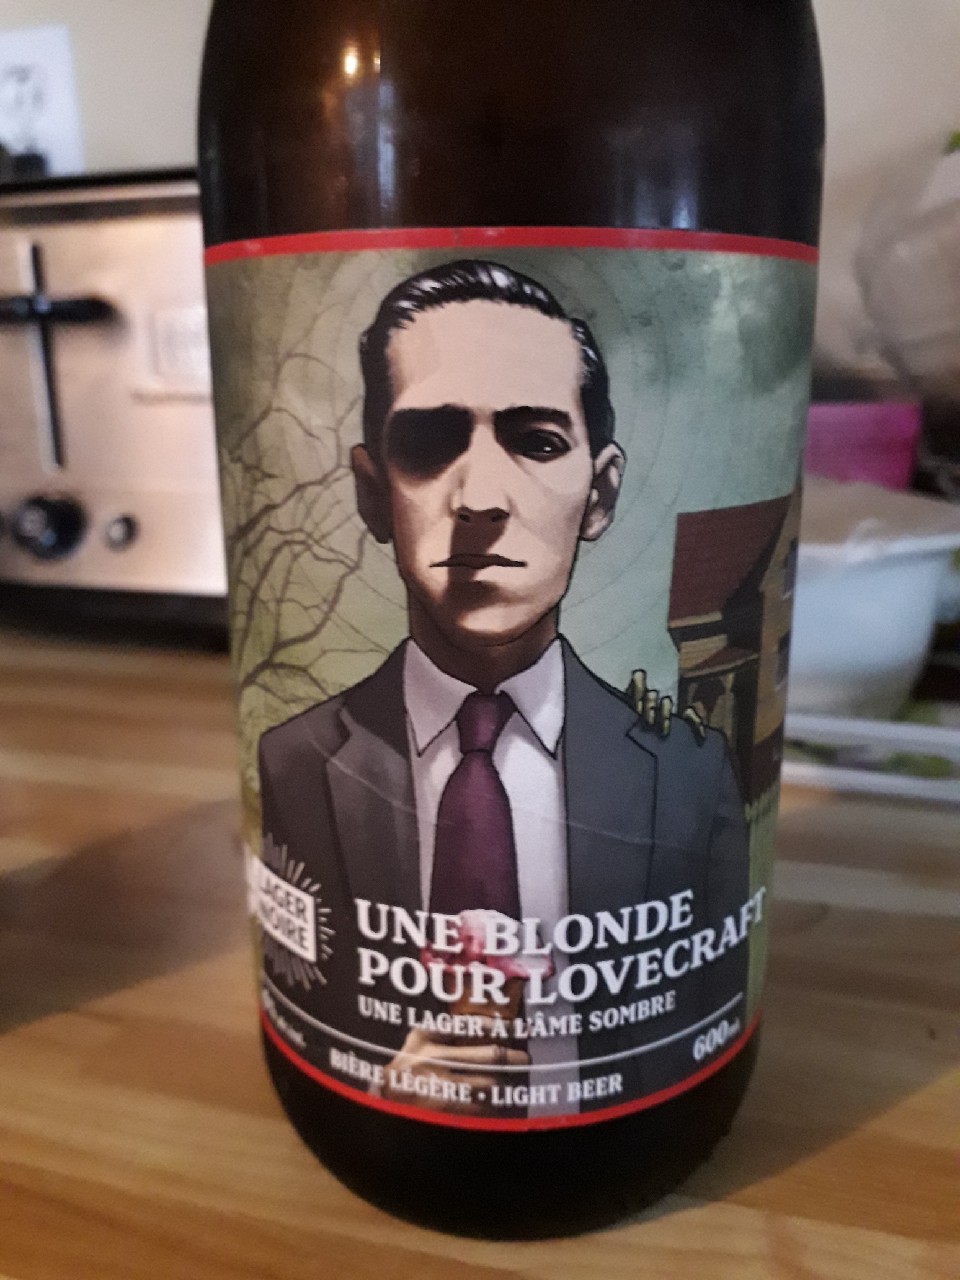 LAGER
NOIRE
UNE BLONDE
POUR LOVECRAFT
UNE LAGER À L'ÂME SOMBRE
600ml
BIÈRE LÉGÈRE • LIGHT BEER